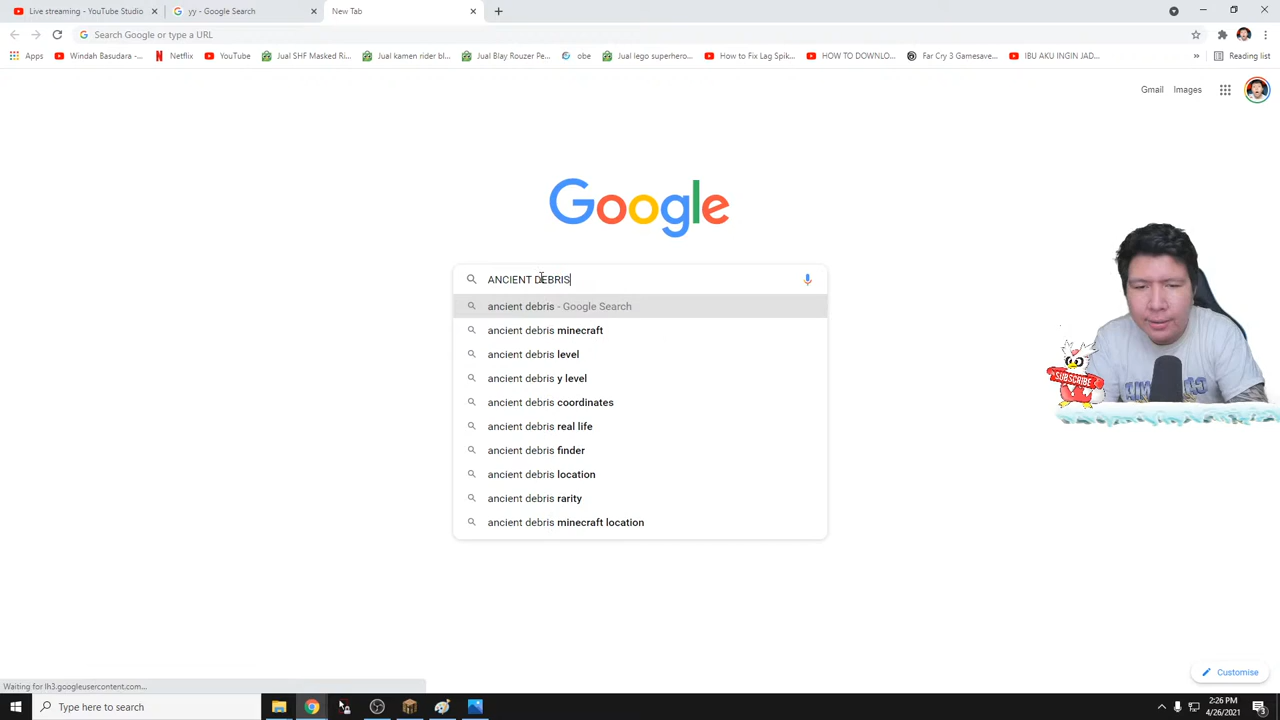 Live streaming - YouTube Studio
yy - Google Search
New Tab
Search Google or type a URL
Apps
Windah Basudara -...
Netflix
YouTube
Jual SHF Masked Ri...
Jual kamen rider bl...
Jual Blay Rouzer Pe...
obe
Jual lego superhero...
How to Fix Lag Spik...
HOW TO DOWNLO...
Far Cry 3 Gamesave...
IBU AKU INGIN JAD...
»
Reading list
Gmail
Images
Google
ANCIENT DEBRIS
ancient debris - Google Search
ancient debris minecraft
ancient debris level
ancient debris y level
ancient debris coordinates
ancient debris real life
ancient debris finder
ancient debris location
ancient debris rarity
ancient debris minecraft location
SUBSCRIBE
Customise
Waiting for lh3.googleusercontent.com...
Type here to search
2:26 PM
4/26/2021
3